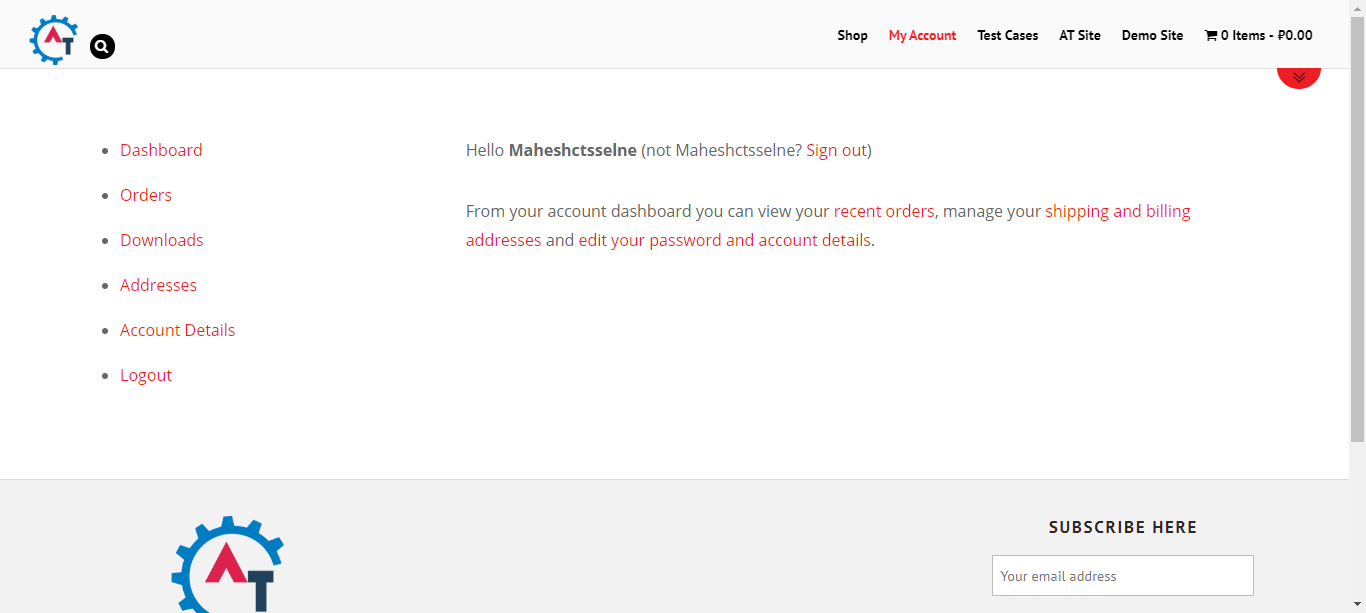 AT
Shop
My Account
Test Cases
AT Site
Demo Site
0 Items - ₽0.00
Dashboard
Orders
Downloads
Addresses
Account Details
Logout
Hello Maheshctsselne (not Maheshctsselne? Sign out)
From your account dashboard you can view your recent orders, manage your shipping and billing
addresses and edit your password and account details.
AT
SUBSCRIBE HERE
Your email address